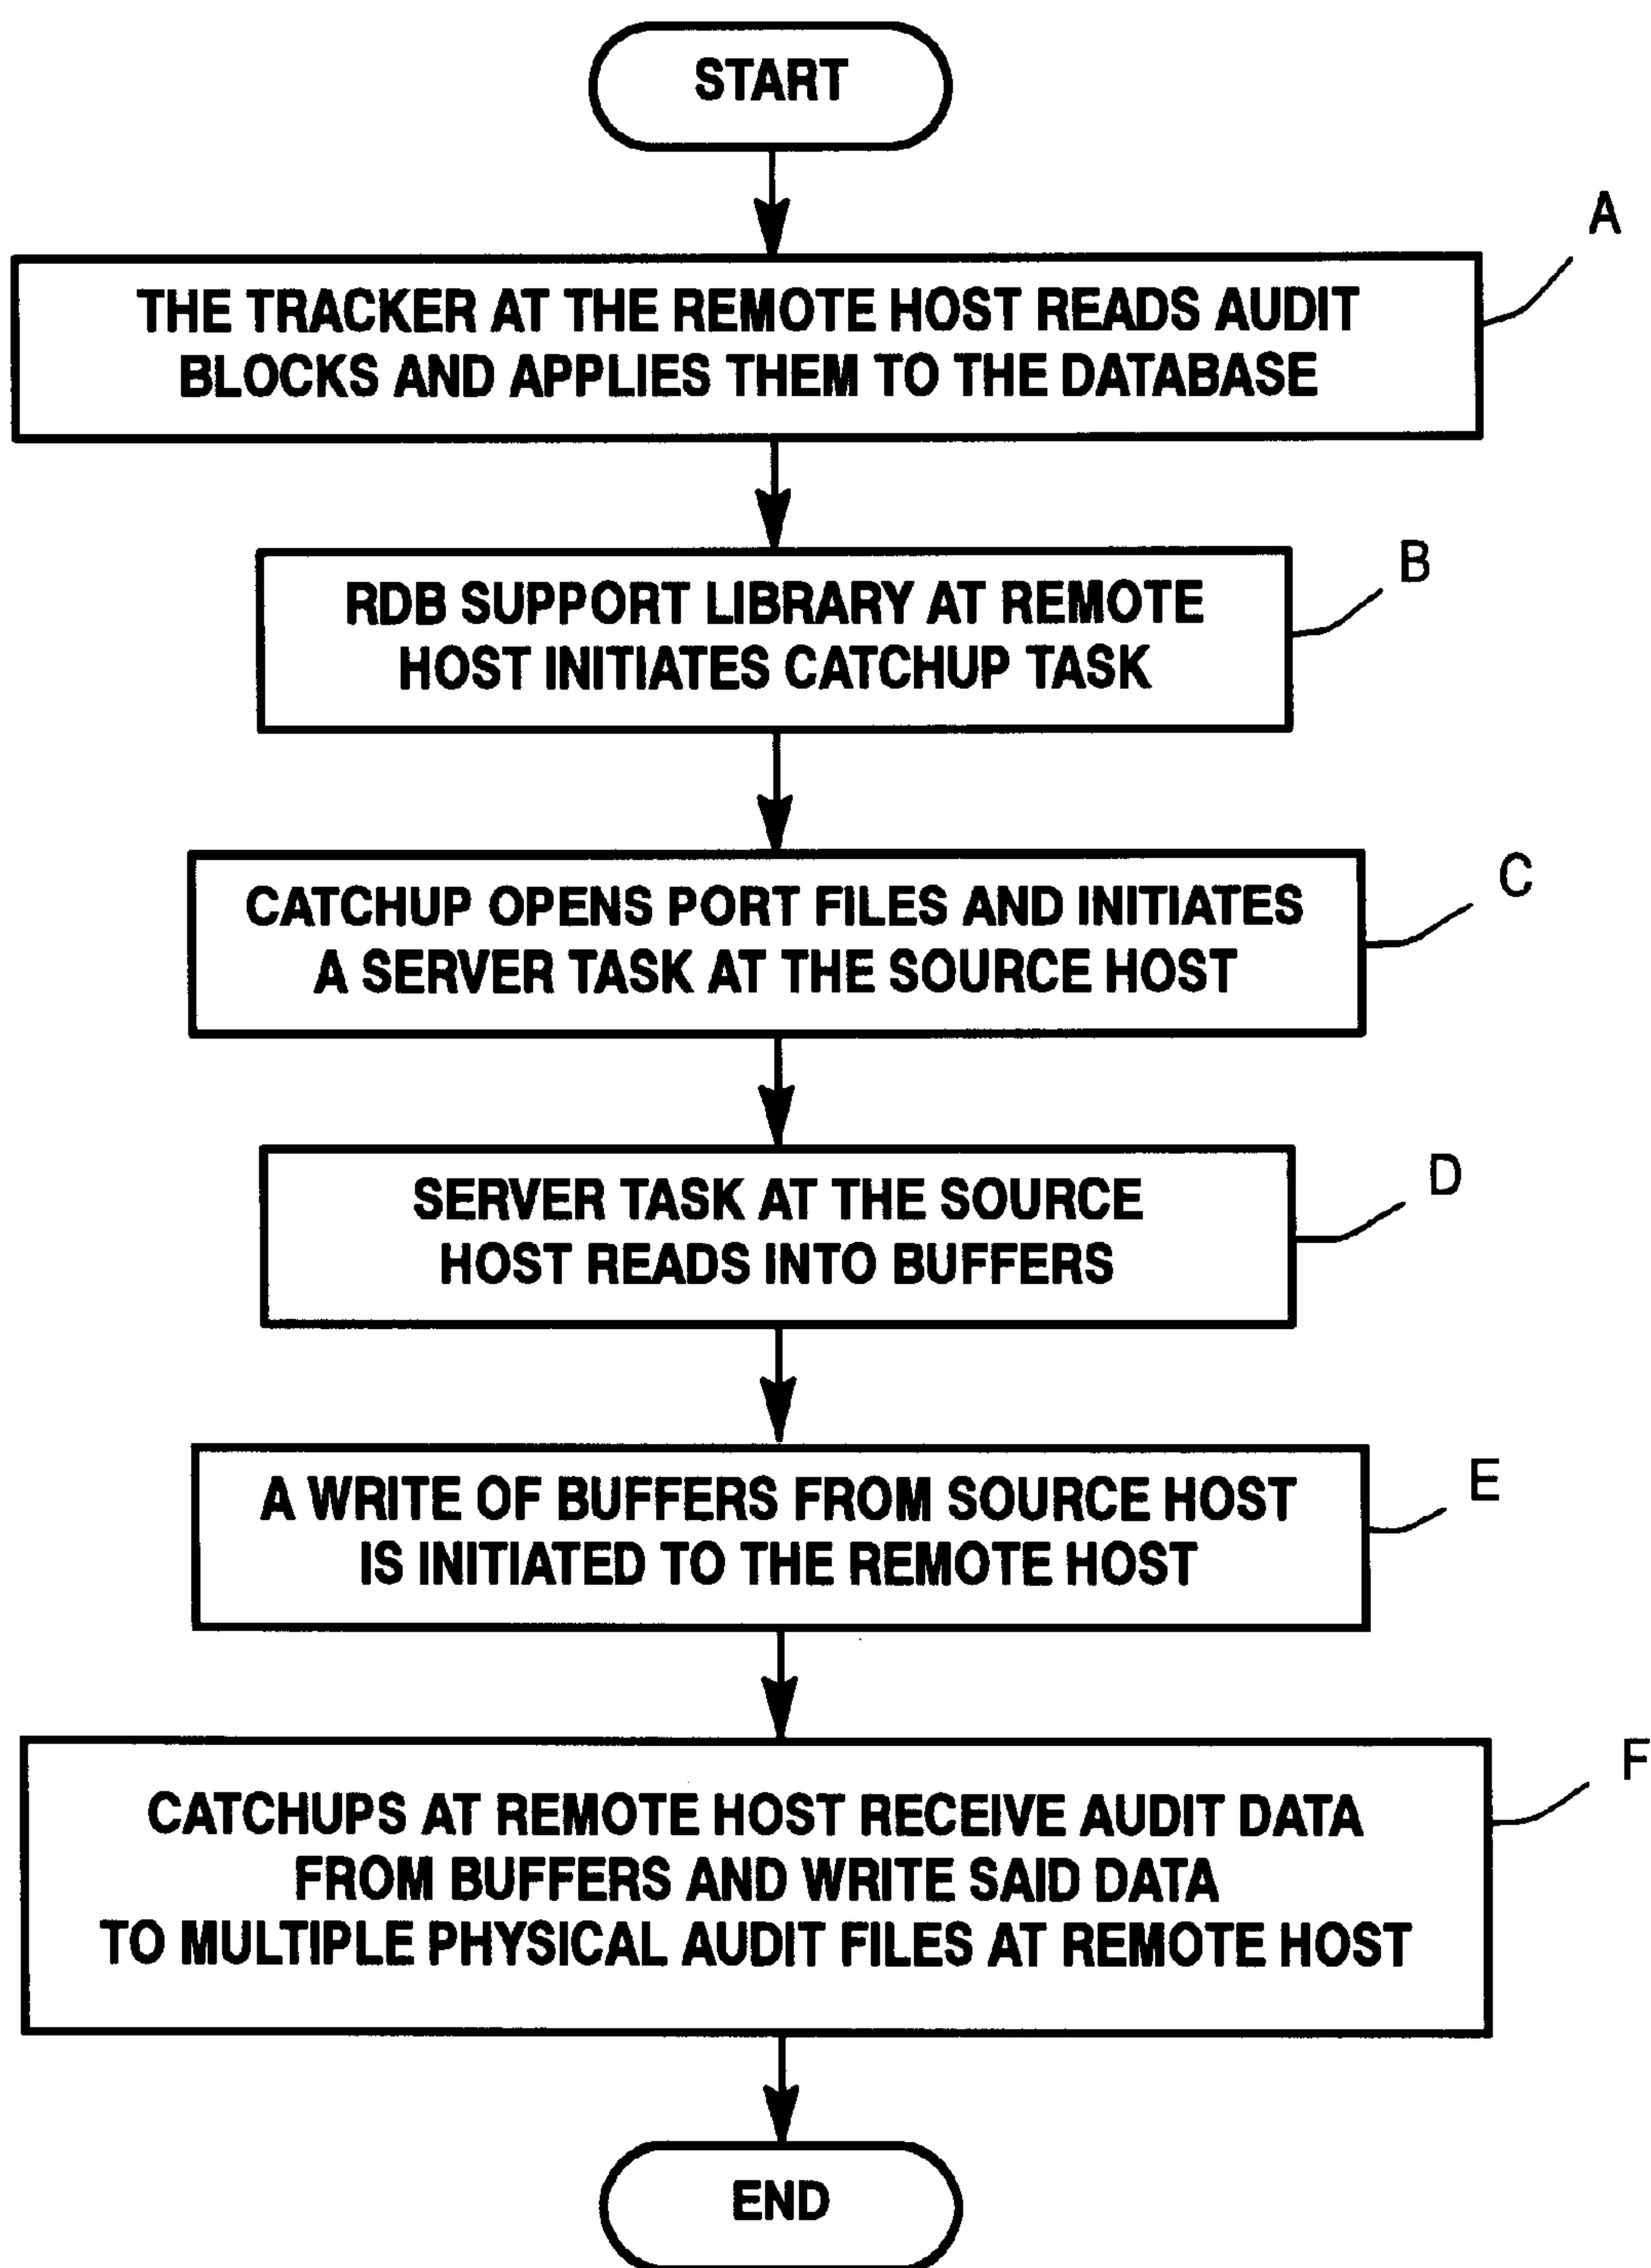 START
A
THE TRACKER AT THE REMOTE HOST READS AUDIT
BLOCKS AND APPLIES THEM TO THE DATABASE
B
RDB SUPPORT LIBRARY AT REMOTE
HOST INITIATES CATCHUP TASK
C
CATCHUP OPENS PORT FILES AND INITIATES
A SERVER TASK AT THE SOURCE HOST
D
SERVER TASK AT THE SOURCE
HOST READS INTO BUFFERS
E
A WRITE OF BUFFERS FROM SOURCE HOST
IS INITIATED TO THE REMOTE HOST
F
CATCHUPS AT REMOTE HOST RECEIVE AUDIT DATA
FROM BUFFERS AND WRITE SAID DATA
TO MULTIPLE PHYSICAL AUDIT FILES AT REMOTE HOST
END